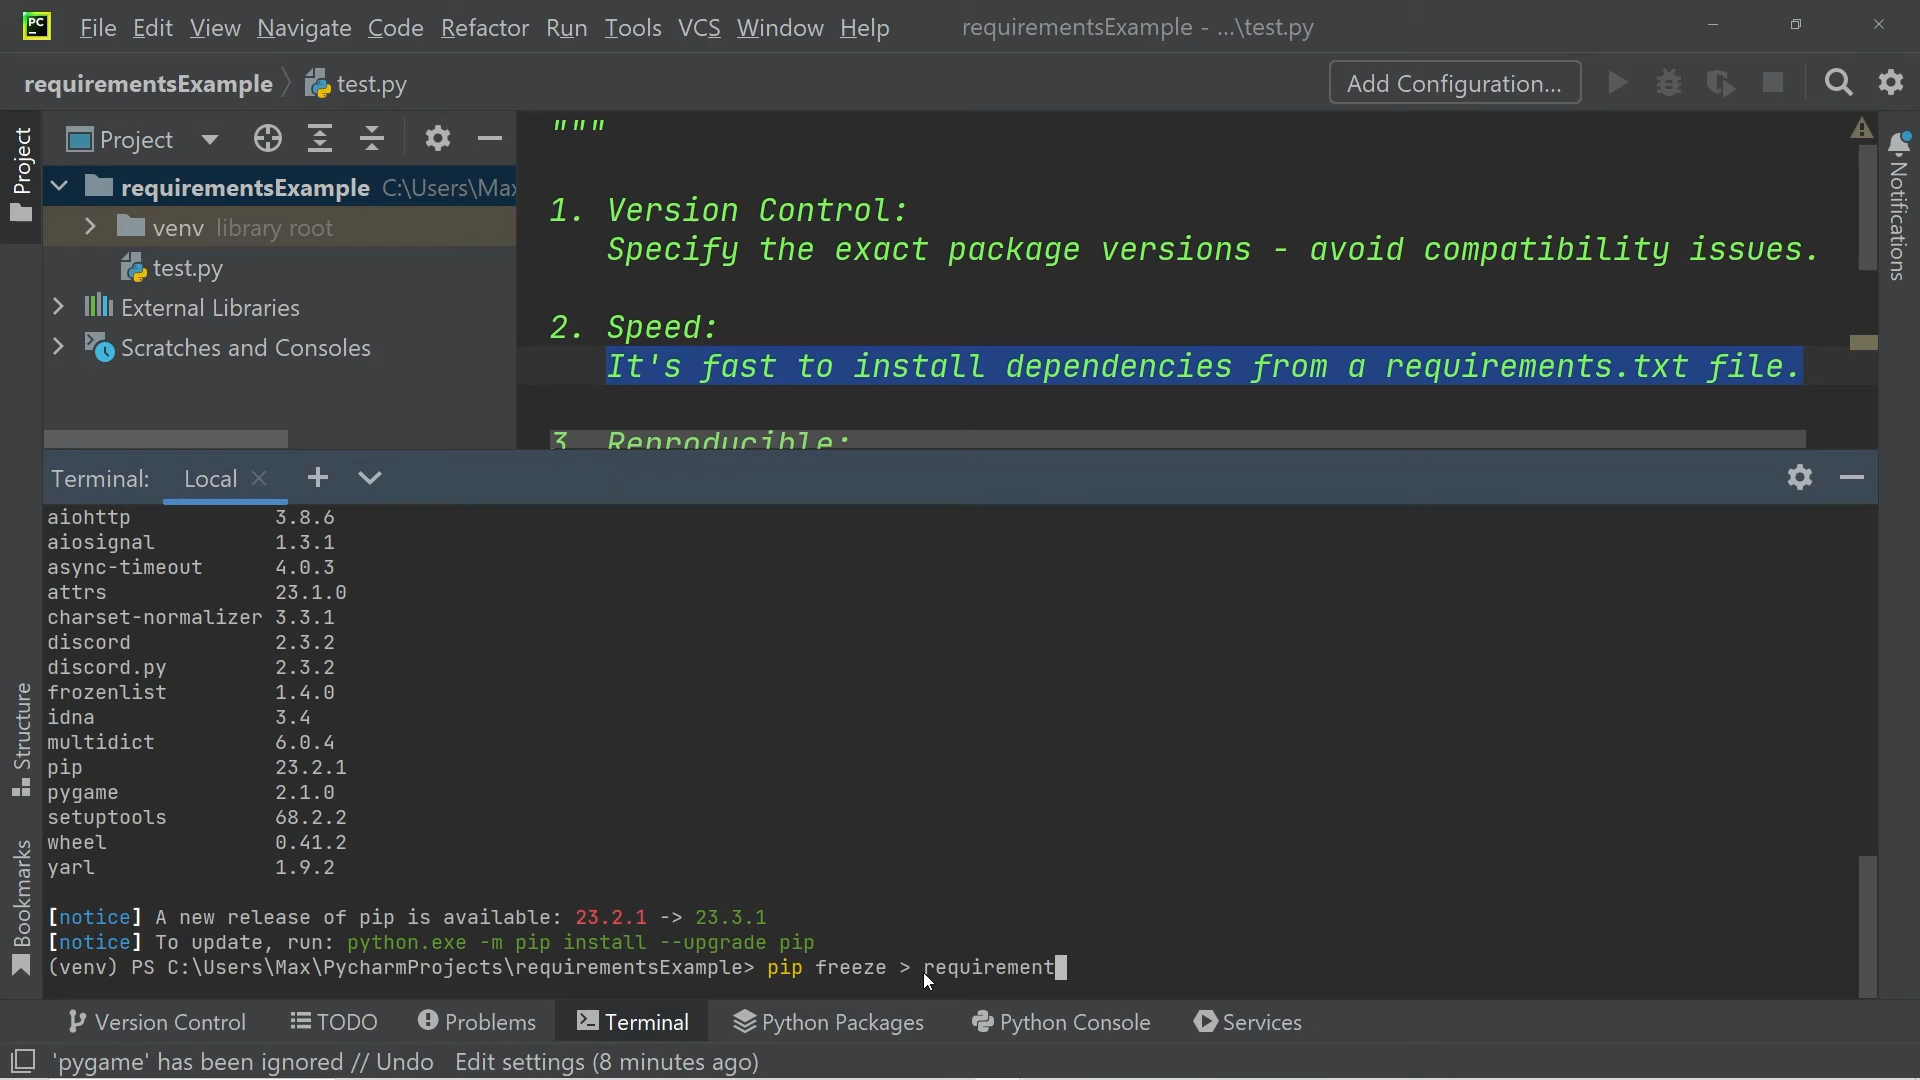 PC File Edit View Navigate Code Refactor Run Tools VCS Window Help requirementsExample - ...\test.py
requirementsExample test.py Add Configuration...
Project
Project
requirementsExample C:\Users\Max
venv library root
test.py
External Libraries
Scratches and Consoles
"""
1. Version Control:
Specify the exact package versions - avoid compatibility issues.
2. Speed:
It's fast to install dependencies from a requirements.txt file.
3. Reproducible:
Notifications
Terminal: Local
aiohttp 3.8.6
aiosignal 1.3.1
async-timeout 4.0.3
attrs 23.1.0
charset-normalizer 3.3.1
discord 2.3.2
discord.py 2.3.2
frozenlist 1.4.0
idna 3.4
multidict 6.0.4
pip 23.2.1
pygame 2.1.0
setuptools 68.2.2
wheel 0.41.2
yarl 1.9.2
[notice] A new release of pip is available: 23.2.1 -> 23.3.1
[notice] To update, run: python.exe -m pip install --upgrade pip
(venv) PS C:\Users\Max\PycharmProjects\requirementsExample> pip freeze > requirement
Structure
Bookmarks
Version Control TODO Problems Terminal Python Packages Python Console Services
'pygame' has been ignored // Undo Edit settings (8 minutes ago)